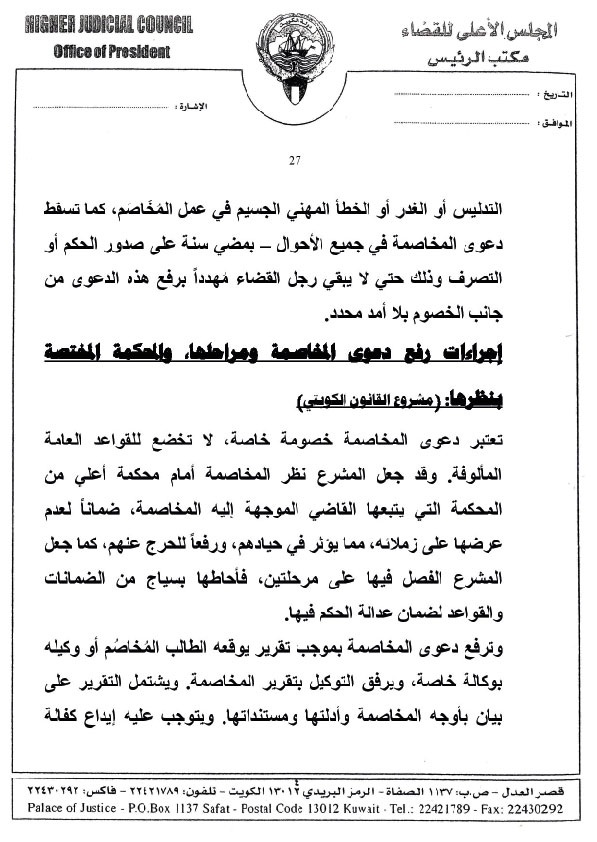 HIGHER JUDICIAL COUNCIL
Office of President
المجلس الأعلى للقضاء
مكتب الرئيس
التـاريخ :
الموافق :
الإشارة :
27
التدليس أو الغدر أو الخطأ المهني الجسيم في عمل المُخَاصَم، كما تسقط
دعوى المخاصمة في جميع الأحوال – بمضي سنة على صدور الحكم أو
التصرف وذلك حتي لا يبقي رجل القضاء مُهدداً برفع هذه الدعوى من
جانب الخصوم بلا أمد محدد.
إجراءات رفع دعوى المخاصمة ومراحلها، والمحكمة المختصة
بنظرها: (مشروع القانون الكويتي)
تعتبر دعوى المخاصمة خصومة خاصة، لا تخضع للقواعد العامة
المألوفة. وقد جعل المشرع نظر المخاصمة أمام محكمة أعلي من
المحكمة التي يتبعها القاضي الموجهة إليه المخاصمة، ضماناً لعدم
عرضها على زملائه، مما يؤثر في حيادهم، ورفعاً للحرج عنهم، كما جعل
المشرع الفصل فيها على مرحلتين، فأحاطها بسياج من الضمانات
والقواعد لضمان عدالة الحكم فيها.
وترفع دعوى المخاصمة بموجب تقرير يوقعه الطالب المُخاصُم أو وكيله
بوكالة خاصة، ويرفق التوكيل بتقرير المخاصمة. ويشتمل التقرير على
بيان بأوجه المخاصمة وأدلتها ومستنداتها. ويتوجب عليه إيداع كفالة
قصر العدل – ص.ب: ١١٣٧ الصفاة – الرمز البريدي ١٣٠١٢ الكويت – تلفون: ٢٢٤٢١٧٨٩ – فاكس: ٢٢٤٣٠٢٩٢
Palace of Justice - P.O.Box 1137 Safat - Postal Code 13012 Kuwait - Tel.: 22421789 - Fax: 22430292